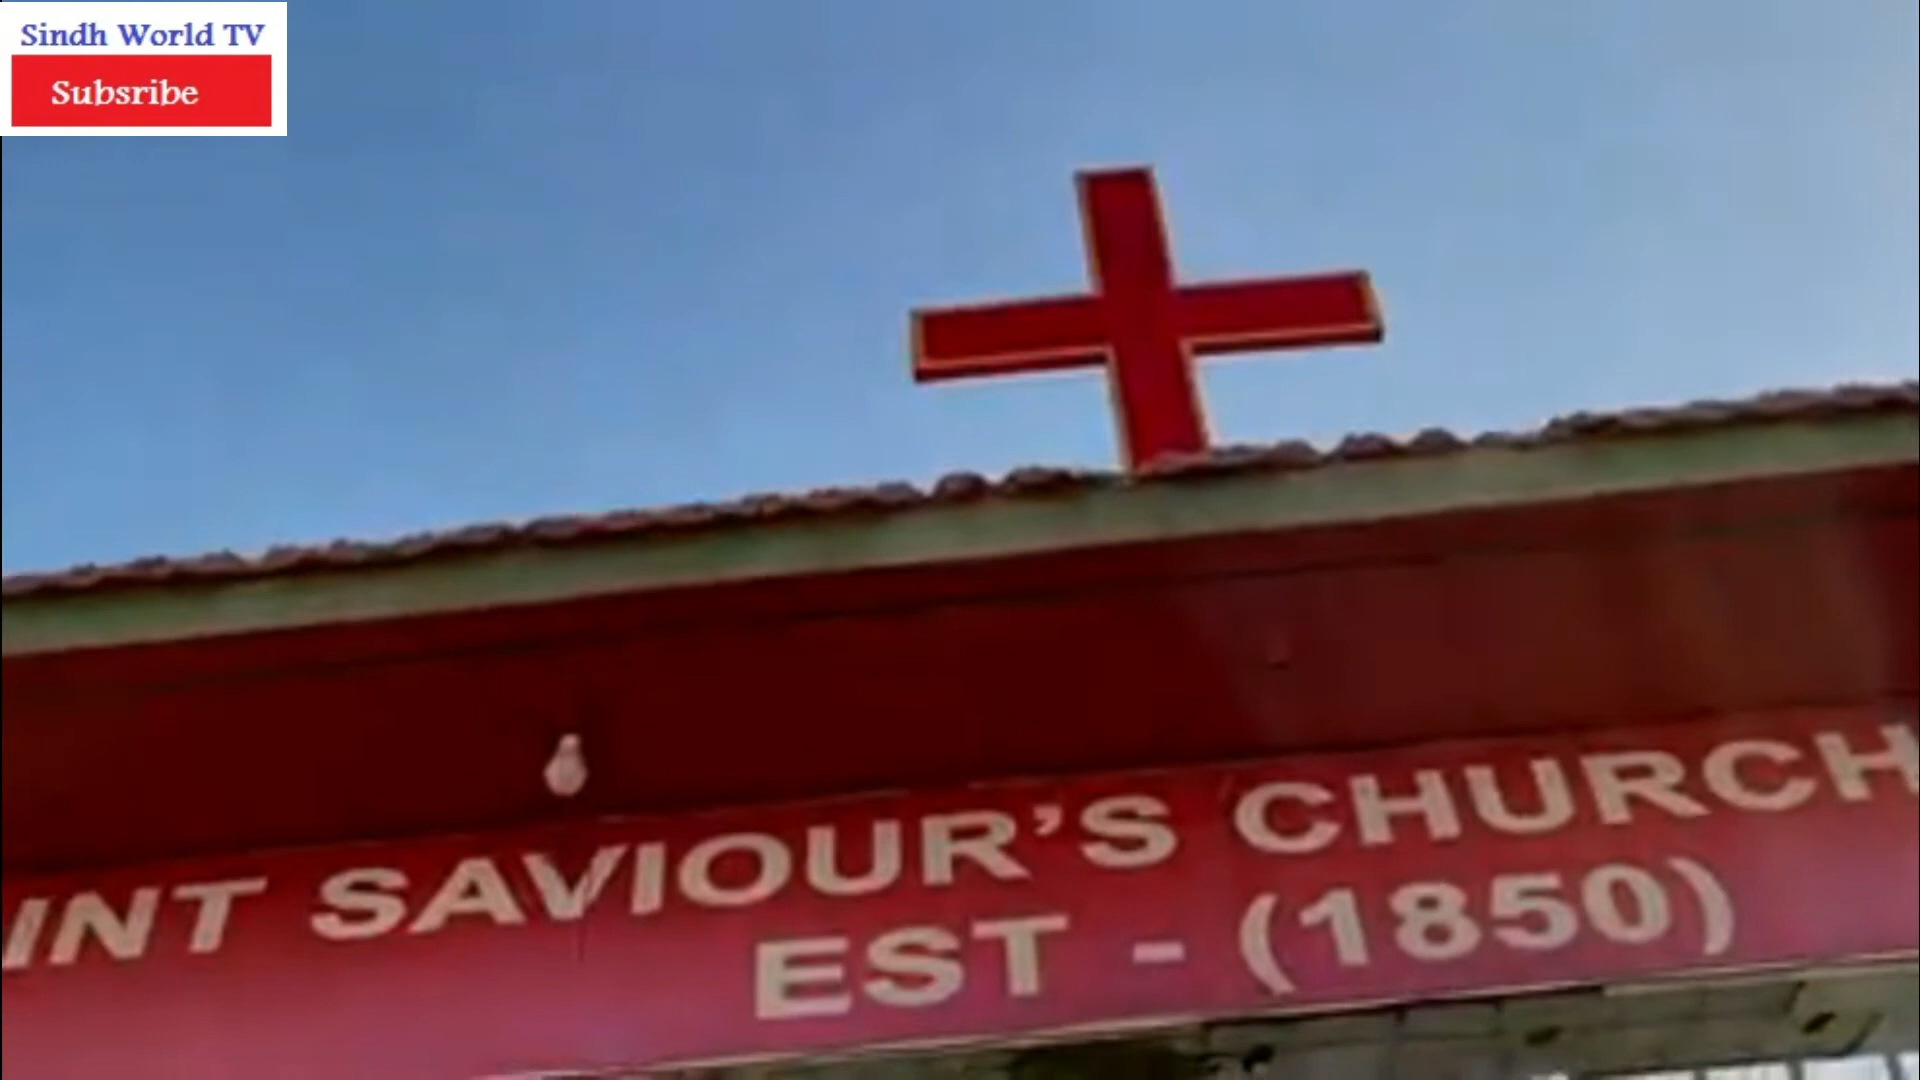 Sindh World TV
Subsribe
INT SAVIOUR'S CHURCH
EST - (1850)